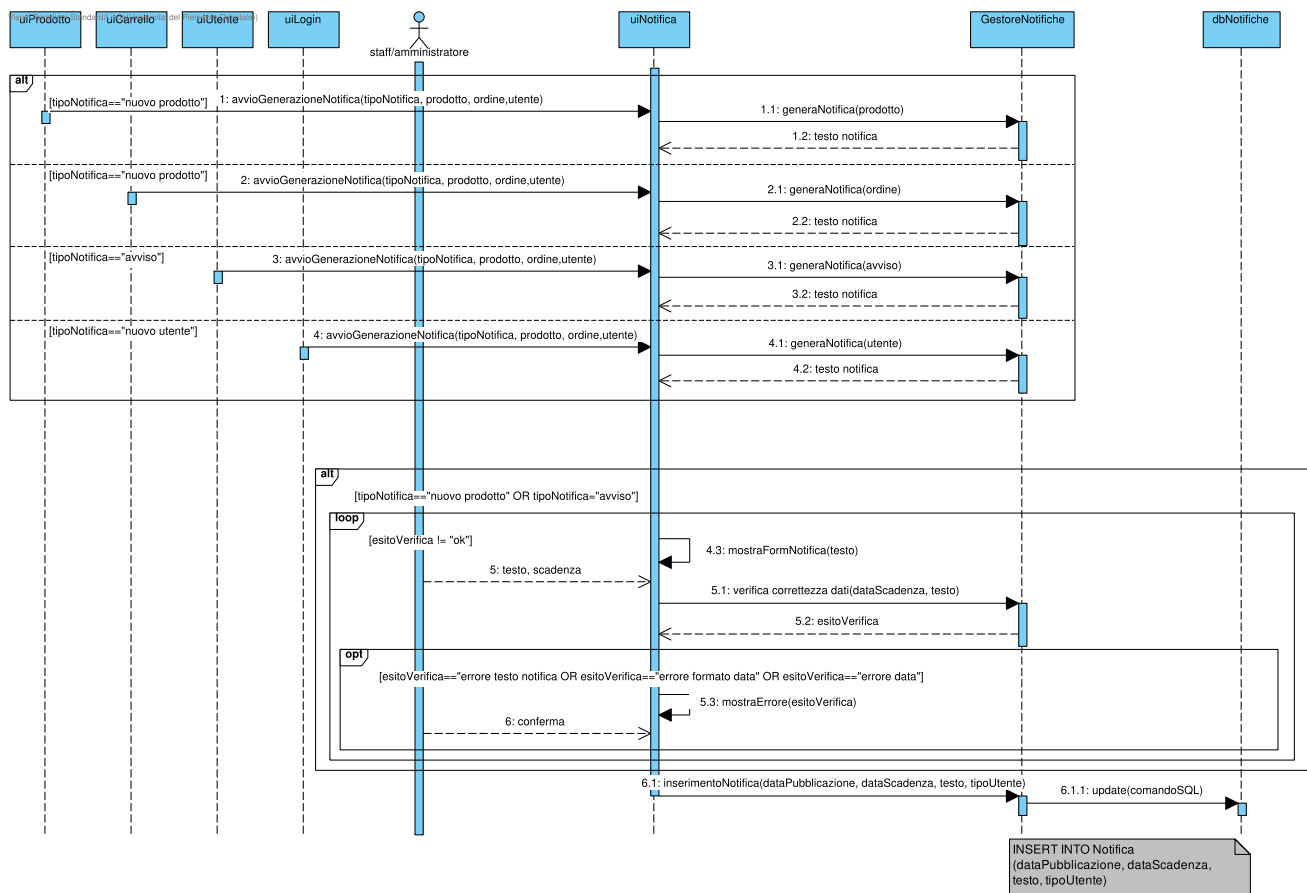 uiProdotto
uiCarrello
uiUtente
uiLogin
staff/amministratore
uiNotifica
GestoreNotifiche
dbNotifiche
alt
[tipoNotifica=="nuovo prodotto"]
1: avvioGenerazioneNotifica(tipoNotifica, prodotto, ordine,utente)
1.1: generaNotifica(prodotto)
1.2: testo notifica
[tipoNotifica=="nuovo prodotto"]
2: avvioGenerazioneNotifica(tipoNotifica, prodotto, ordine,utente)
2.1: generaNotifica(ordine)
2.2: testo notifica
[tipoNotifica=="avviso"]
3: avvioGenerazioneNotifica(tipoNotifica, prodotto, ordine,utente)
3.1: generaNotifica(avviso)
3.2: testo notifica
[tipoNotifica=="nuovo utente"]
4: avvioGenerazioneNotifica(tipoNotifica, prodotto, ordine,utente)
4.1: generaNotifica(utente)
4.2: testo notifica
alt
[tipoNotifica=="nuovo prodotto" OR tipoNotifica="avviso"]
loop
[esitoVerifica != "ok"]
4.3: mostraFormNotifica(testo)
5: testo, scadenza
5.1: verifica correttezza dati(dataScadenza, testo)
5.2: esitoVerifica
opt
[esitoVerifica=="errore testo notifica OR esitoVerifica=="errore formato data" OR esitoVerifica=="errore data"]
5.3: mostraErrore(esitoVerifica)
6: conferma
6.1: inserimentoNotifica(dataPubblicazione, dataScadenza, testo, tipoUtente)
6.1.1: update(comandoSQL)
INSERT INTO Notifica
(dataPubblicazione, dataScadenza,
testo, tipoUtente)